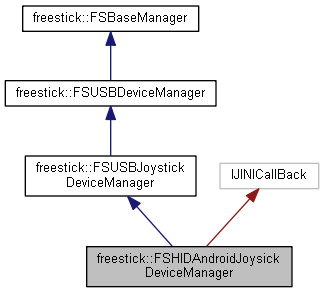 freestick::FSBaseManager
freestick::FSUSBDeviceManager
freestick::FSUSBJoystick
DeviceManager
IJINICallBack
freestick::FSHIDAndroidJoysick
DeviceManager